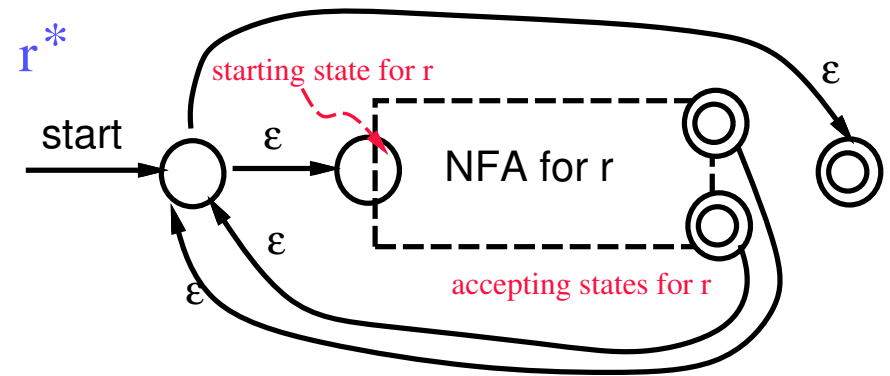 r*
starting state for r
ε
start
ε
NFA for r
ε
ε
accepting states for r